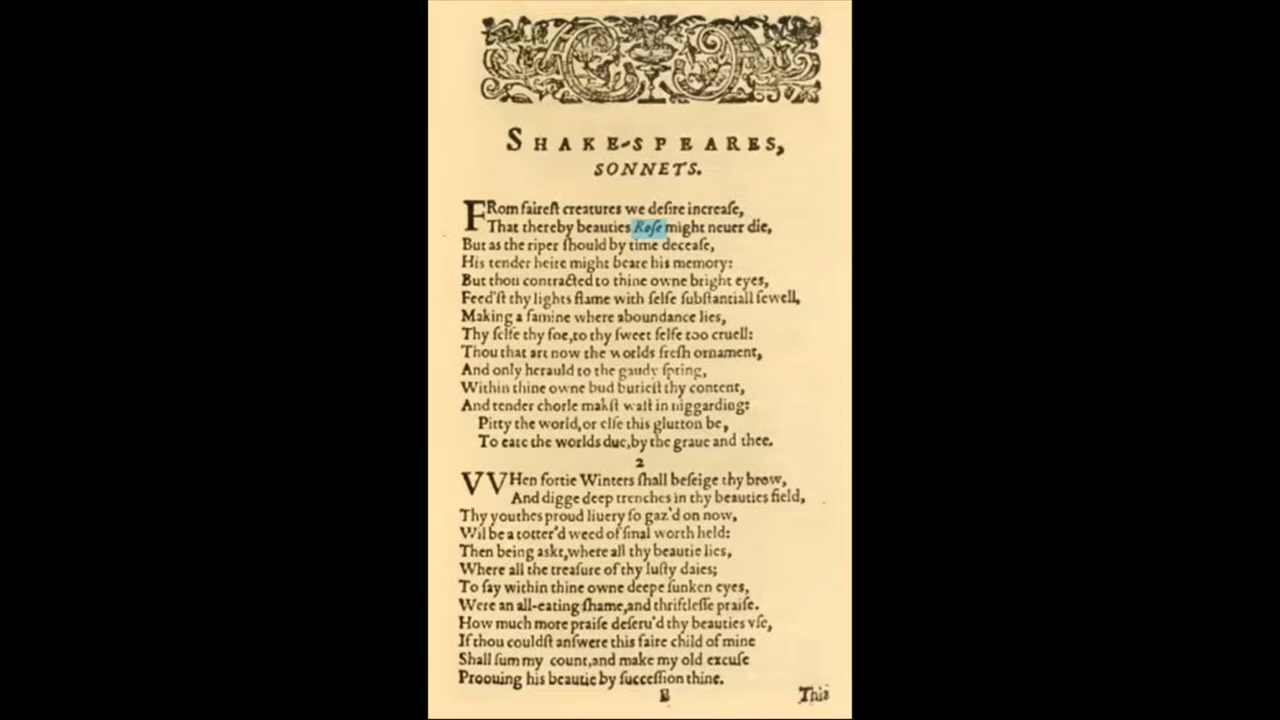 SHAKE-SPEARES,
SONNETS.
FRom faireſt creatures we deſire increaſe,
That thereby beauties Roſe might neuer die,
But as the riper ſhould by time deceaſe,
His tender heire might beare his memory:
But thou contracted to thine owne bright eyes,
Feed'ſt thy lights flame with ſelfe ſubſtantiall fewell,
Making a famine where aboundance lies,
Thy ſelfe thy foe,to thy ſweet ſelfe too cruell:
Thou that art now the worlds freſh ornament,
And only herauld to the gaudy ſpring,
Within thine owne bud burieſt thy content,
And tender chorle makſt waſt in niggarding:
Pitty the world,or elſe this glutton be,
To eate the worlds due,by the graue and thee.
2
VVHen fortie Winters ſhall beſeige thy brow,
And digge deep trenches in thy beauties field,
Thy youthes proud liuery ſo gaz'd on now,
Wil be a totter'd weed of ſmal worth held:
Then being askt,where all thy beautie lies,
Where all the treaſure of thy luſty daies;
To ſay within thine owne deepe ſunken eyes,
Were an all-eating ſhame,and thriftleſſe praiſe.
How much more praiſe deſeru'd thy beauties vſe,
If thou couldſt anſwere this faire child of mine
Shall ſum my count,and make my old excuſe
Proouing his beautie by ſucceſſion thine.
B
This